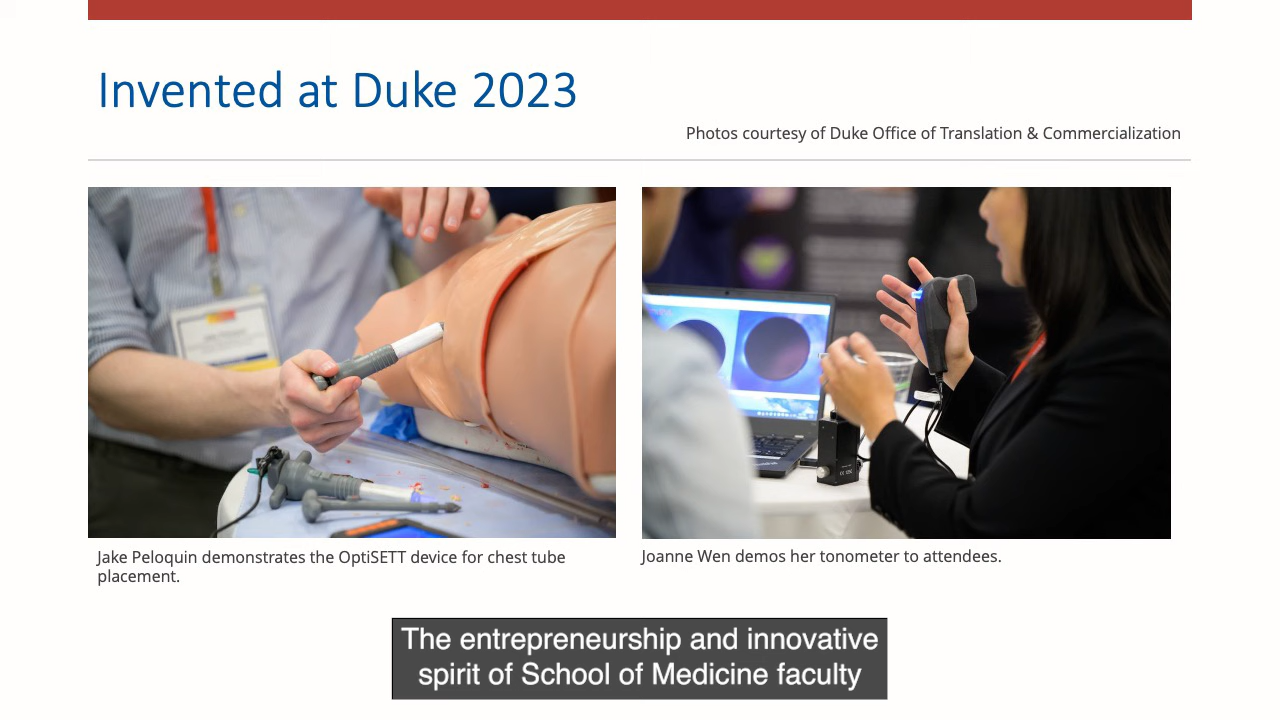 Invented at Duke 2023
Photos courtesy of Duke Office of Translation & Commercialization
Jake Peloquin demonstrates the OptiSETT device for chest tube
placement.
Joanne Wen demos her tonometer to attendees.
The entrepreneurship and innovative
spirit of School of Medicine faculty